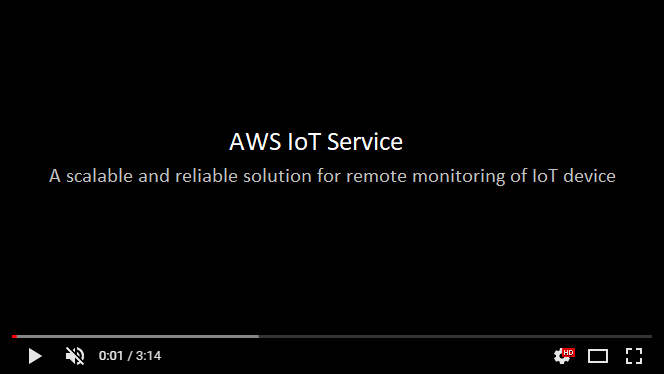 AWS IoT Service
A scalable and reliable solution for remote monitoring of IoT device
0:01 / 3:14
HD